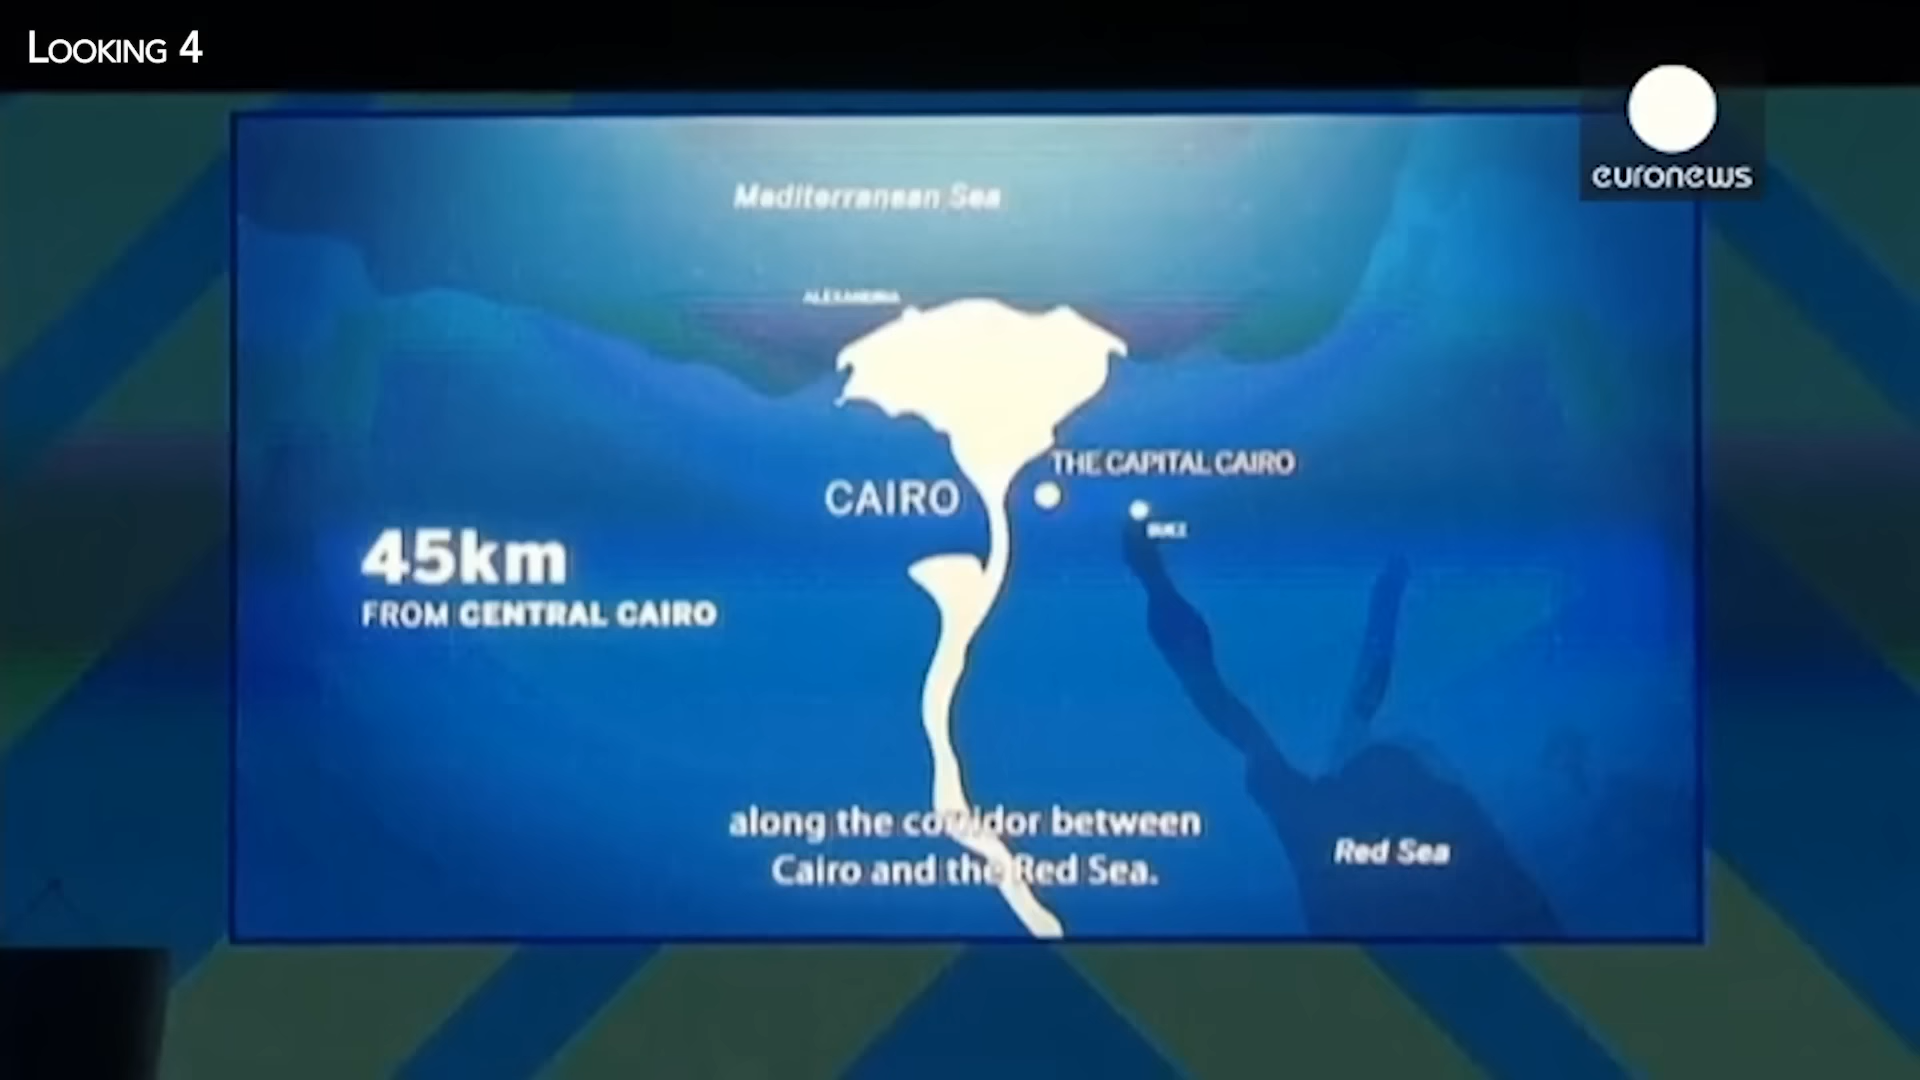 LOOKING 4
euronews
Mediterranean Sea
ALEXANDRIA
THE CAPITAL CAIRO
CAIRO
SUEZ
45km
FROM CENTRAL CAIRO
along the corridor between
Cairo and the Red Sea.
Red Sea